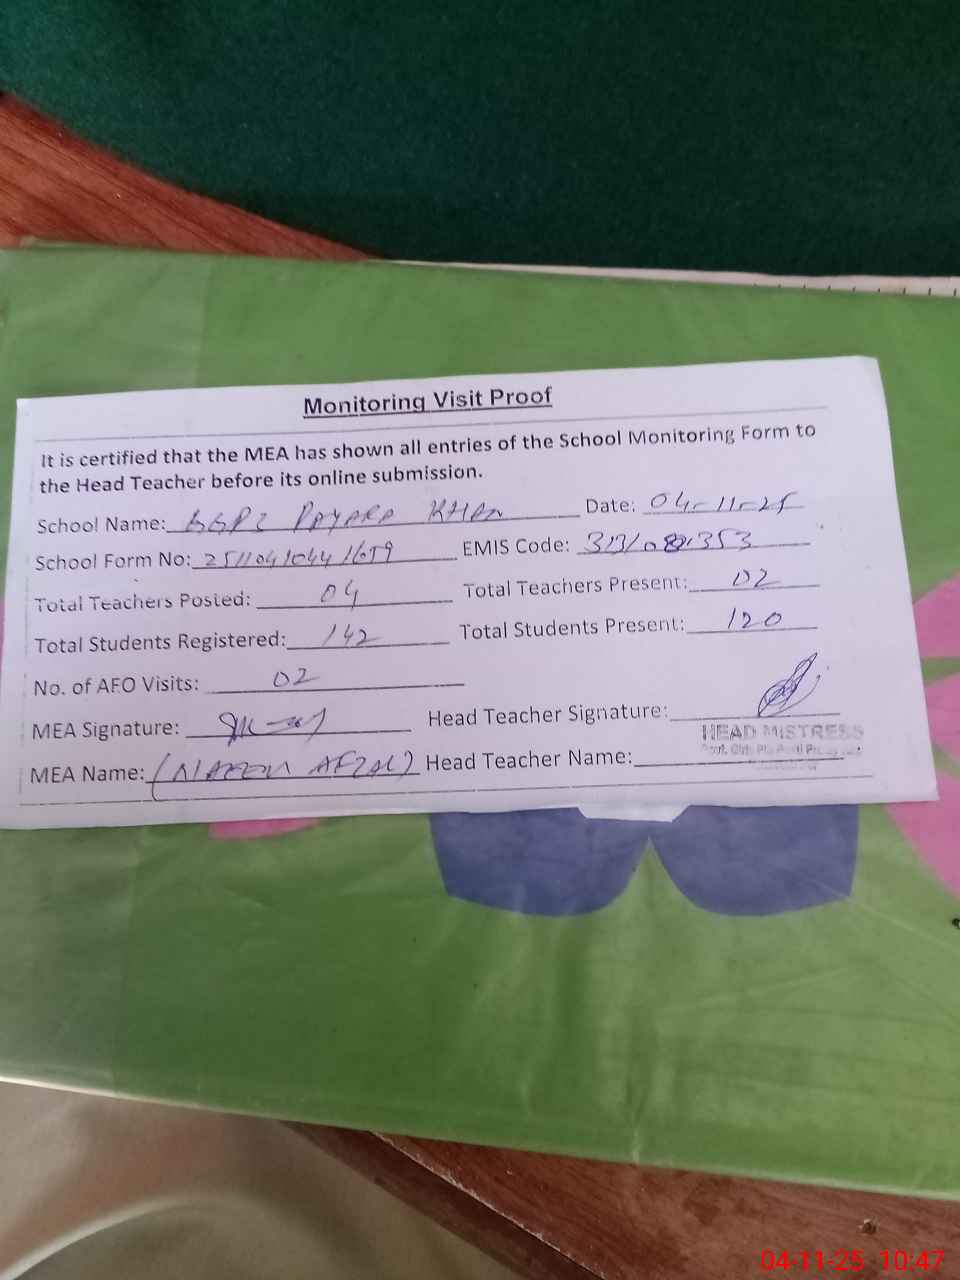 Monitoring Visit Proof
It is certified that the MEA has shown all entries of the School Monitoring Form to
the Head Teacher before its online submission.
School Name: GGPS PAYARA KHAN Date: 04-11-25
School Form No: 25110410441659 EMIS Code:
Total Teachers Posted: 04 Total Teachers Present: 02
Total Students Registered: 142 Total Students Present: 120
No. of AFO Visits: 02
MEA Signature: Head Teacher Signature:
HEAD MISTRESS
MEA Name: (NAEEM AFZAL) Head Teacher Name:
04-11-25 10:47